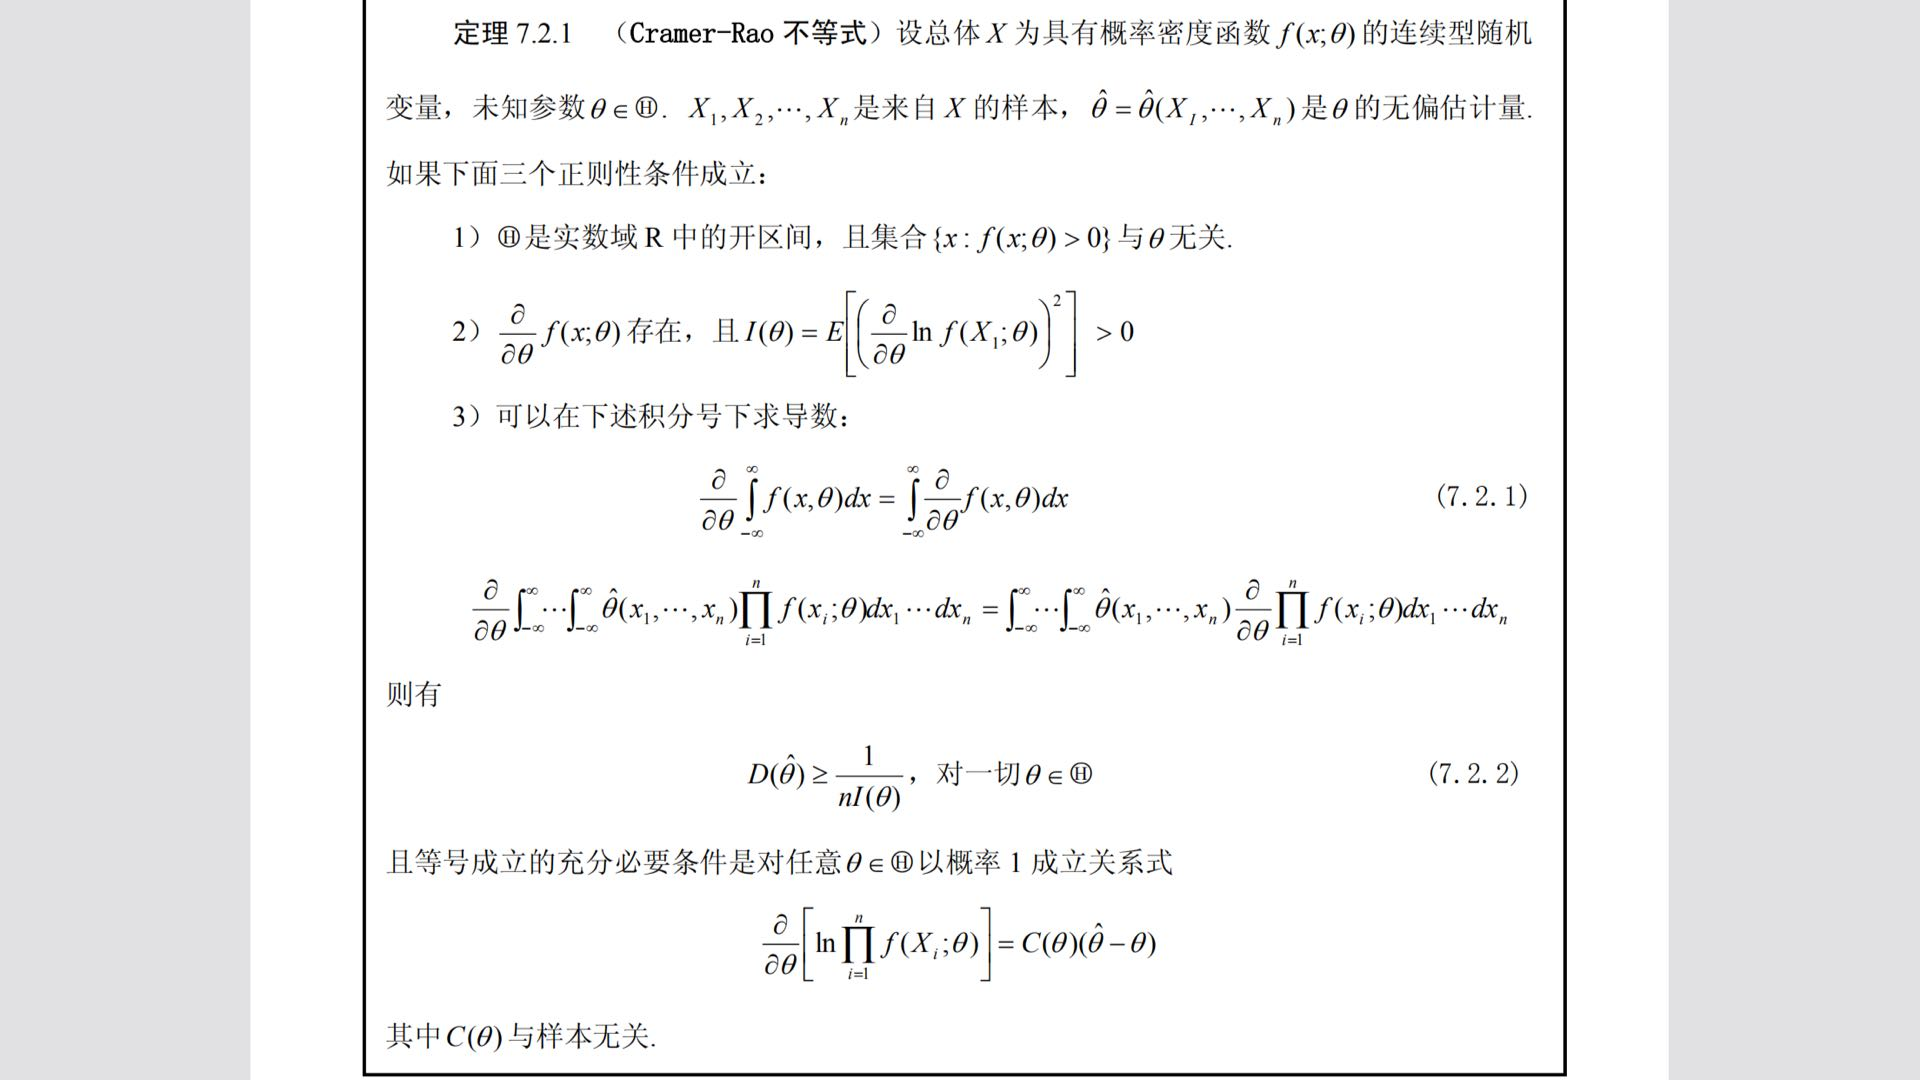 定理 7.2.1 （Cramer-Rao 不等式）设总体 X 为具有概率密度函数 f(x;θ) 的连续型随机
变量，未知参数 θ∈Ⓗ. X₁,X₂,⋯,Xₙ 是来自 X 的样本，θ̂ = θ̂(X_I,⋯,Xₙ) 是 θ 的无偏估计量.
如果下面三个正则性条件成立：
1）Ⓗ是实数域 R 中的开区间，且集合 {x : f(x;θ) > 0} 与 θ 无关.
2）∂/∂θ f(x;θ) 存在，且 I(θ) = E[(∂/∂θ ln f(X₁;θ))²] > 0
3）可以在下述积分号下求导数：
∂/∂θ ∫_{-∞}^{∞} f(x,θ)dx = ∫_{-∞}^{∞} ∂/∂θ f(x,θ)dx （7.2.1）
∂/∂θ ∫_{-∞}^{∞}⋯∫_{-∞}^{∞} θ̂(x₁,⋯,xₙ)∏_{i=1}^{n} f(x_i;θ)dx₁⋯dxₙ = ∫_{-∞}^{∞}⋯∫_{-∞}^{∞} θ̂(x₁,⋯,xₙ) ∂/∂θ ∏_{i=1}^{n} f(x_i;θ)dx₁⋯dxₙ
则有
D(θ̂) ≥ 1/(nI(θ))，对一切 θ∈Ⓗ （7.2.2）
且等号成立的充分必要条件是对任意 θ∈Ⓗ 以概率 1 成立关系式
∂/∂θ [ln ∏_{i=1}^{n} f(X_i;θ)] = C(θ)(θ̂ − θ)
其中 C(θ) 与样本无关.